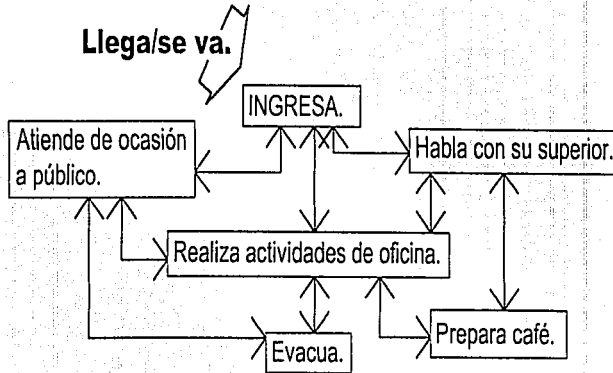 Llega/se va.
INGRESA.
Atiende de ocasión
a público.
Habla con su superior.
Realiza actividades de oficina.
Prepara café.
Evacua.